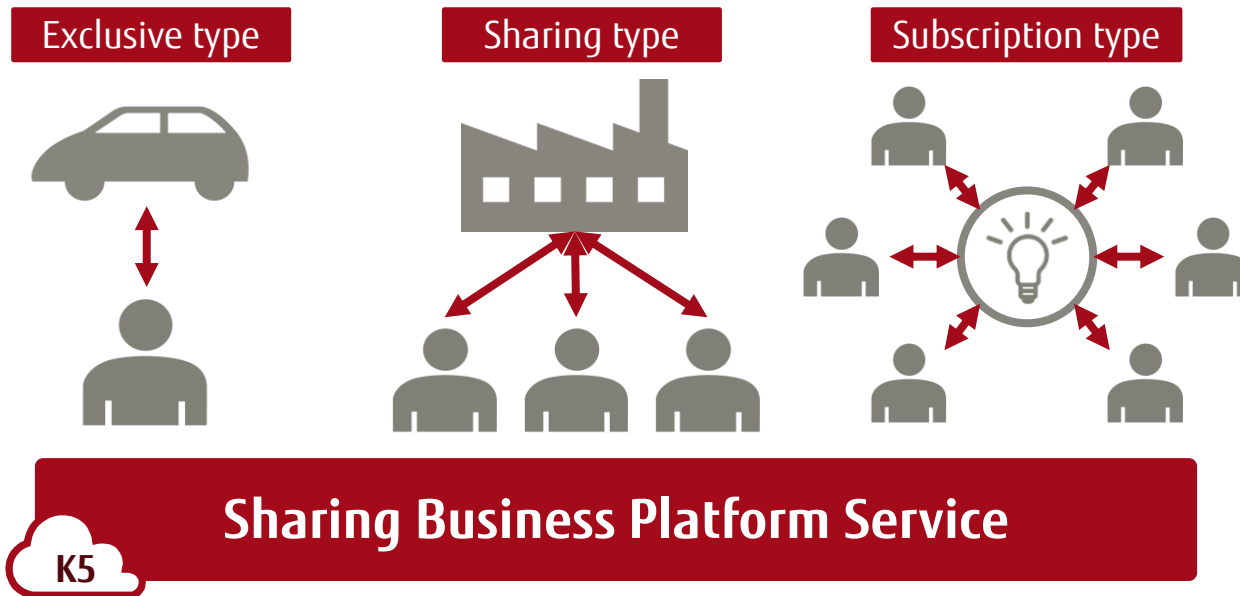 Exclusive type
Sharing type
Subscription type
Sharing Business Platform Service
K5